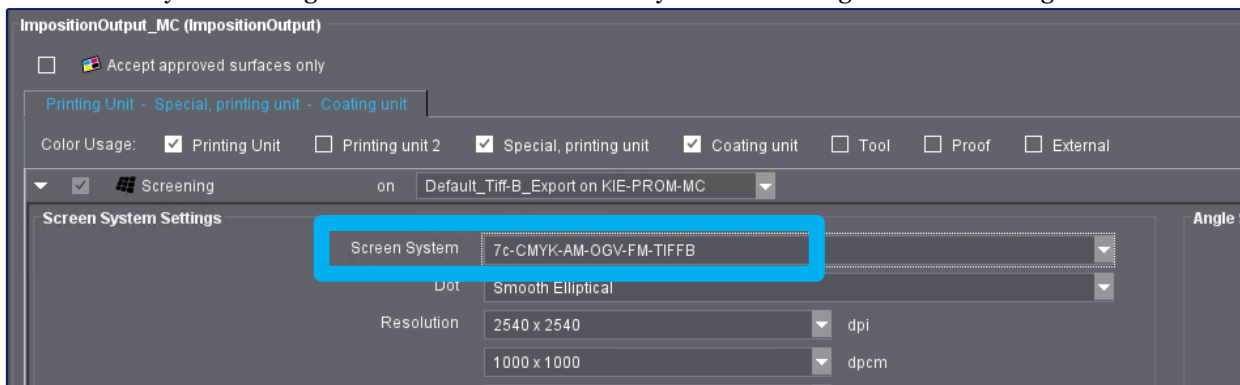 ImpositionOutput_MC (ImpositionOutput)
Accept approved surfaces only
Printing Unit - Special, printing unit - Coating unit
Color Usage: Printing Unit Printing unit 2 Special, printing unit Coating unit Tool Proof External
Screening on Default_Tiff-B_Export on KIE-PROM-MC
Screen System Settings Angle
Screen System 7c-CMYK-AM-OGV-FM-TIFFB
Dot Smooth Elliptical
Resolution 2540 x 2540 dpi
1000 x 1000 dpcm